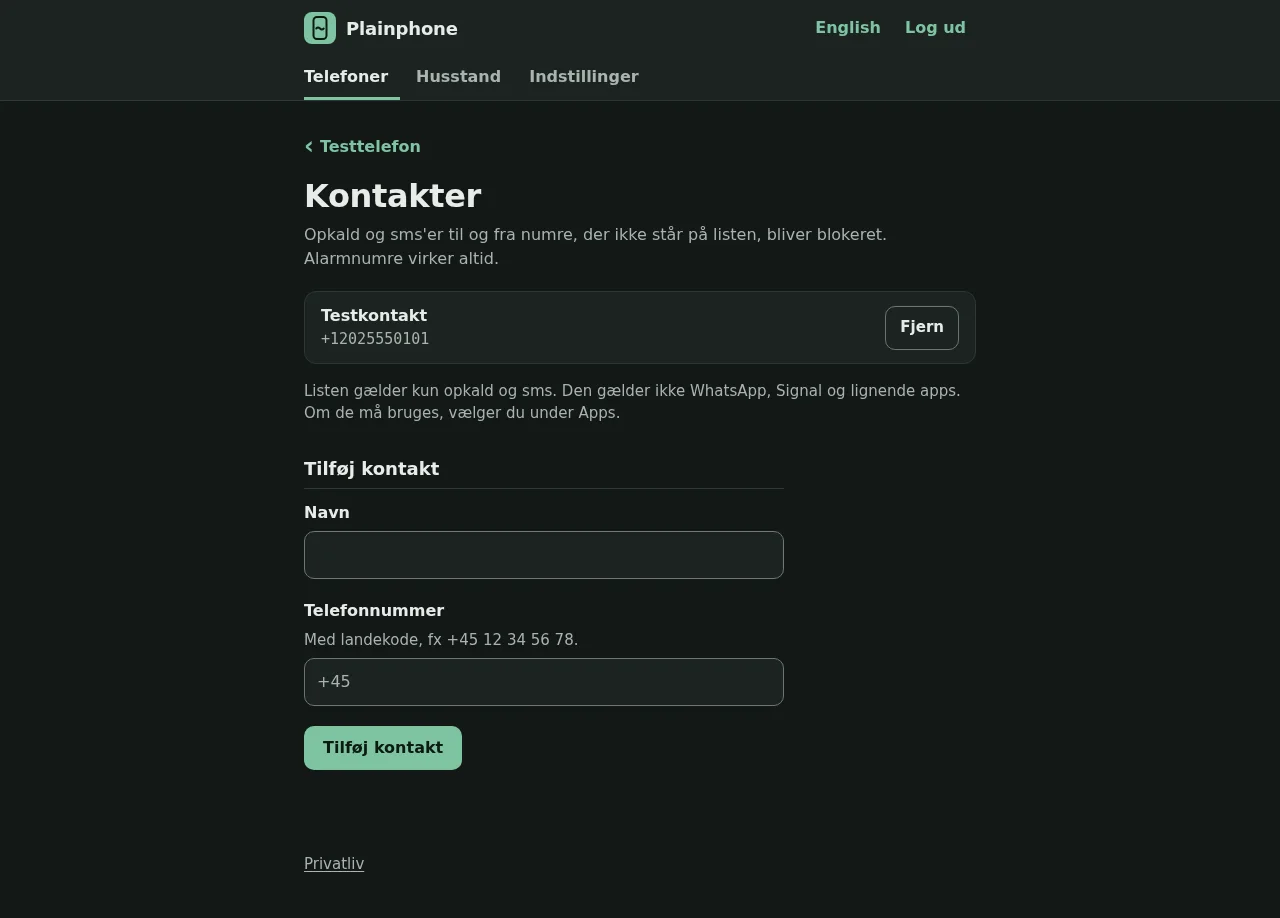 Plainphone
English
Log ud
Telefoner
Husstand
Indstillinger
‹ Testtelefon
Kontakter
Opkald og sms'er til og fra numre, der ikke står på listen, bliver blokeret.
Alarmnumre virker altid.
Testkontakt
+12025550101
Fjern
Listen gælder kun opkald og sms. Den gælder ikke WhatsApp, Signal og lignende apps.
Om de må bruges, vælger du under Apps.
Tilføj kontakt
Navn
Telefonnummer
Med landekode, fx +45 12 34 56 78.
+45
Tilføj kontakt
Privatliv